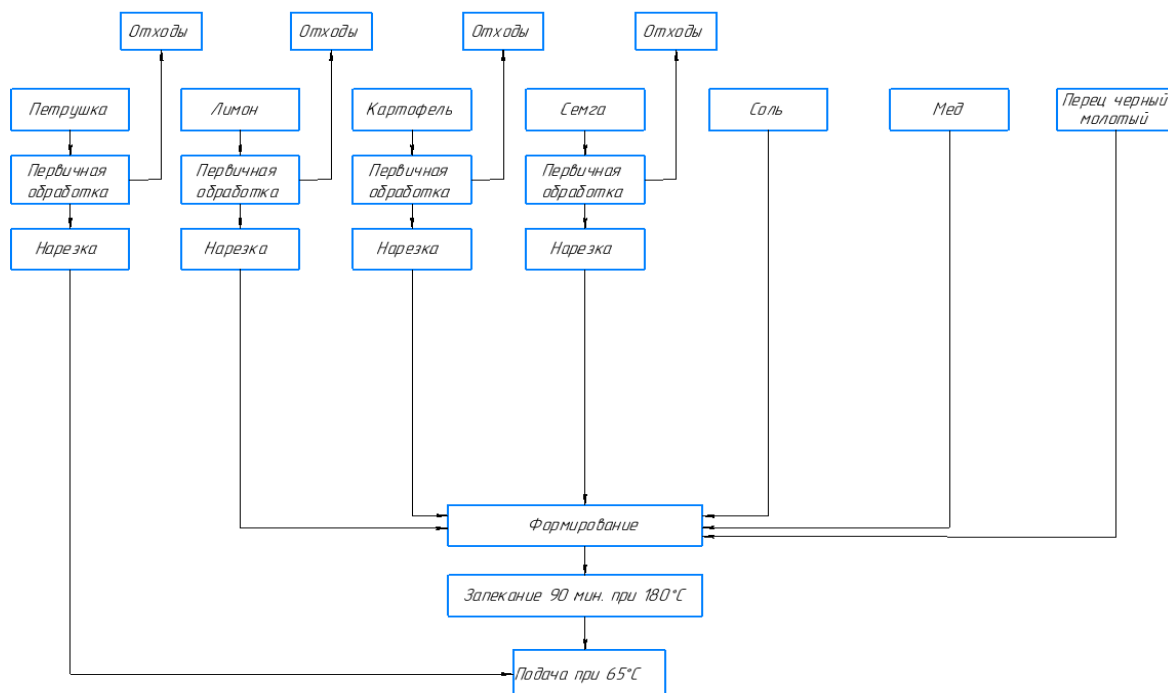 Отходы
Отходы
Отходы
Отходы
Петрушка
Лимон
Картофель
Семга
Соль
Мед
Перец черный
молотый
Первичная
обработка
Первичная
обработка
Первичная
обработка
Первичная
обработка
Нарезка
Нарезка
Нарезка
Нарезка
Формирование
Запекание 90 мин. при 180°С
Подача при 65°С